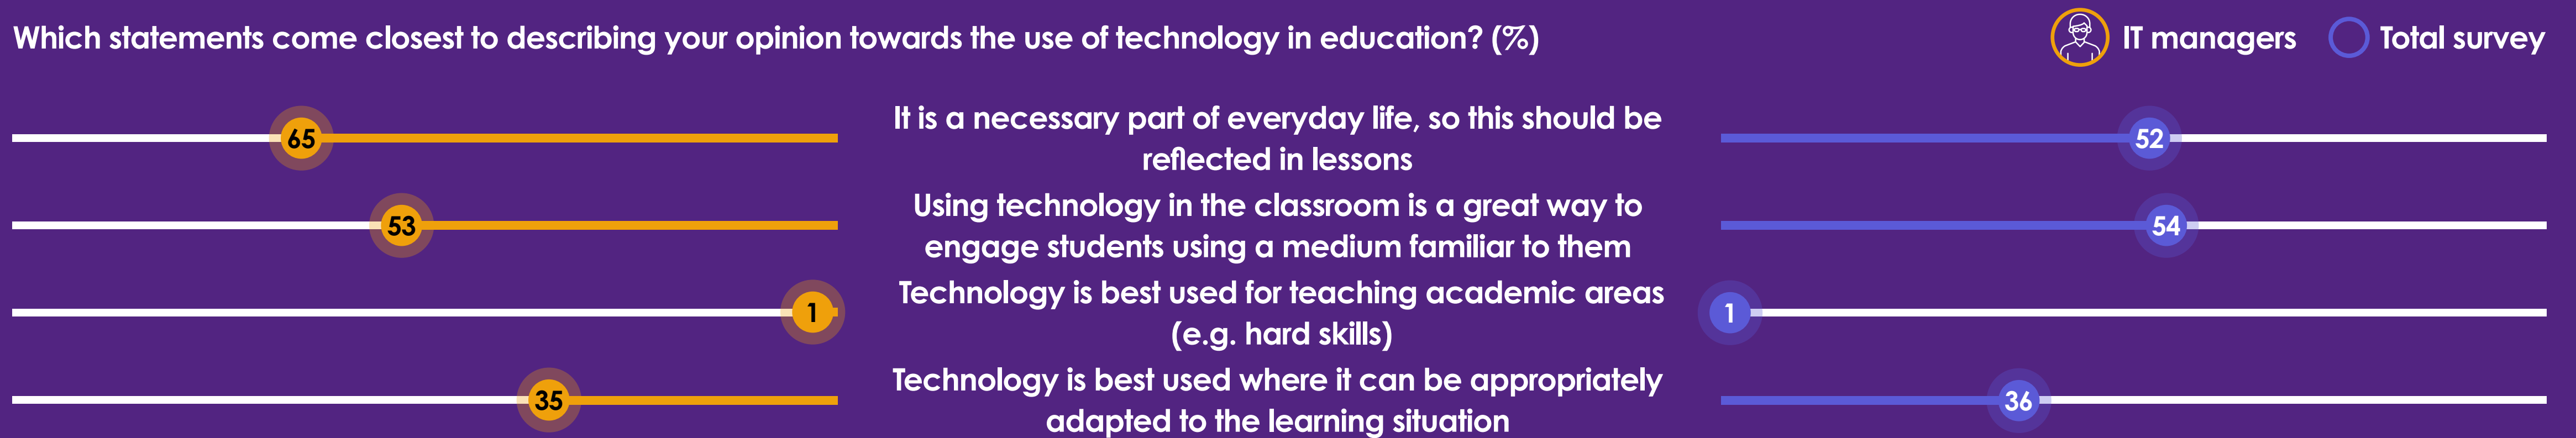 Which statements come closest to describing your opinion towards the use of technology in education? (%)
IT managers
Total survey
65
It is a necessary part of everyday life, so this should be
reflected in lessons
52
53
Using technology in the classroom is a great way to
engage students using a medium familiar to them
54
1
Technology is best used for teaching academic areas
(e.g. hard skills)
1
35
Technology is best used where it can be appropriately
adapted to the learning situation
36